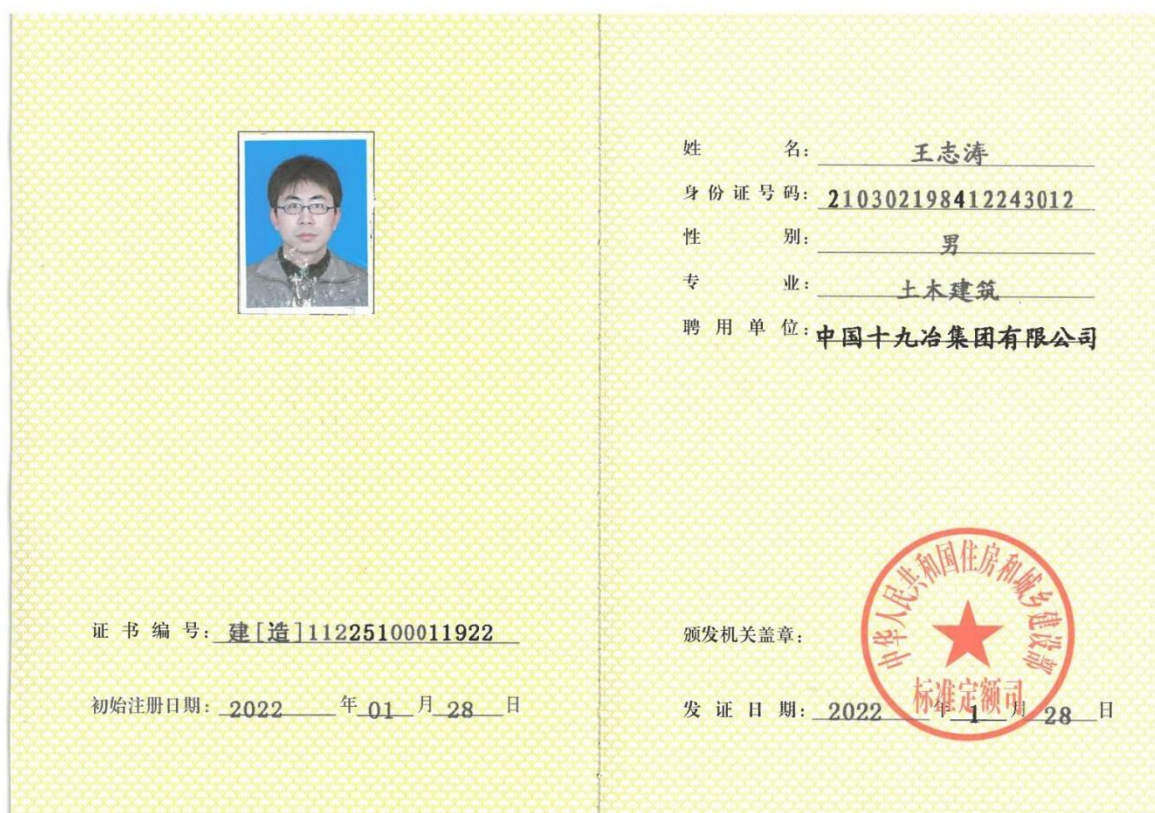 证书编号：建[造]11225100011922
初始注册日期：2022年01月28日
姓名：王志涛
身份证号码：210302198412243012
性别：男
专业：土木建筑
聘用单位：中国十九冶集团有限公司
颁发机关盖章：
中华人民共和国住房和城乡建设部
标准定额司
发证日期：2022年1月28日